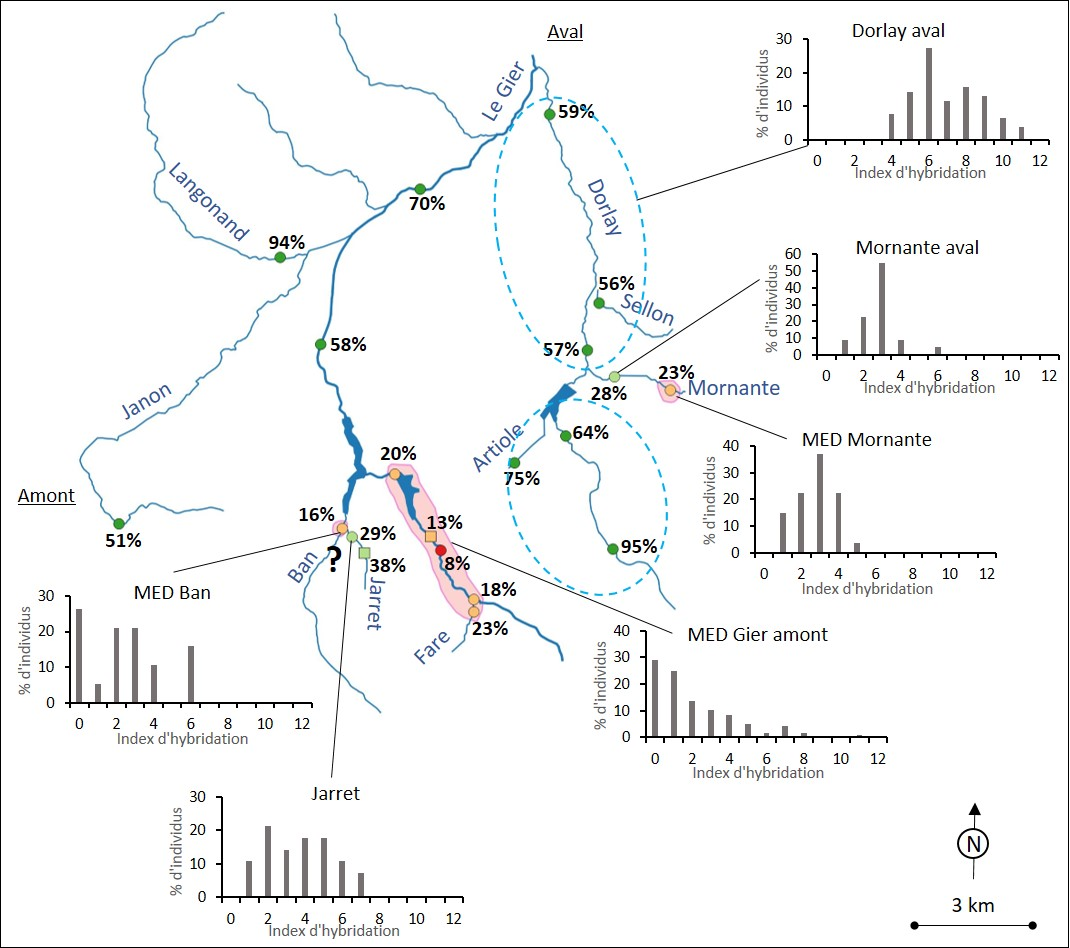 Aval
Le Gier
59%
Dorlay
70%
Langonand
94%
56%
Sellon
58%
57%
28%
23%
Mornante
Janon
Artiole
64%
75%
20%
Amont
51%
16%
29%
13%
8%
95%
?
38%
Ban
Jarret
18%
23%
Fare
Dorlay aval
% d'individus
30
20
10
0
0 2 4 6 8 10 12
Index d'hybridation
Mornante aval
% d'individus
60
50
40
30
20
10
0
0 2 4 6 8 10 12
Index d'hybridation
MED Mornante
% d'individus
40
30
20
10
0
0 2 4 6 8 10 12
Index d'hybridation
MED Ban
% d'individus
30
20
10
0
0 2 4 6 8 10 12
Index d'hybridation
MED Gier amont
% d'individus
40
30
20
10
0
0 2 4 6 8 10 12
Index d'hybridation
Jarret
% d'individus
30
20
10
0
0 2 4 6 8 10 12
Index d'hybridation
N
3 km